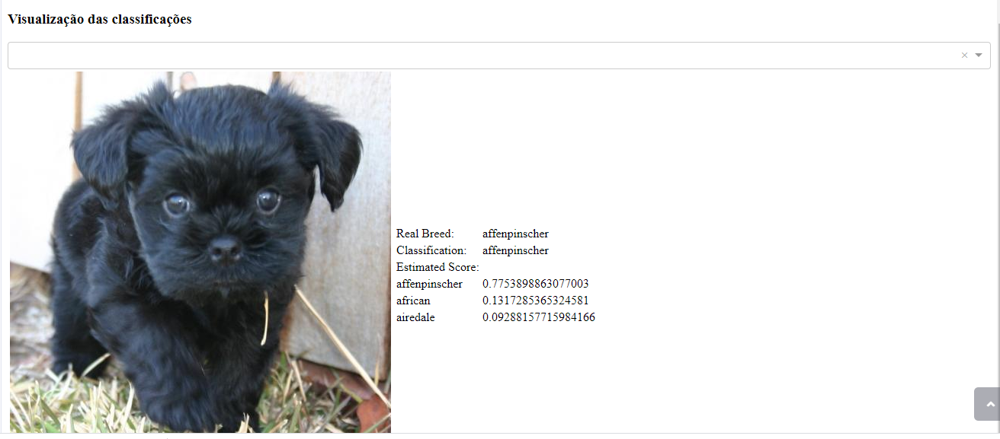 Visualização das classificações
Real Breed: affenpinscher
Classification: affenpinscher
Estimated Score:
affenpinscher 0.7753898863077003
african 0.1317285365324581
airedale 0.09288157715984166